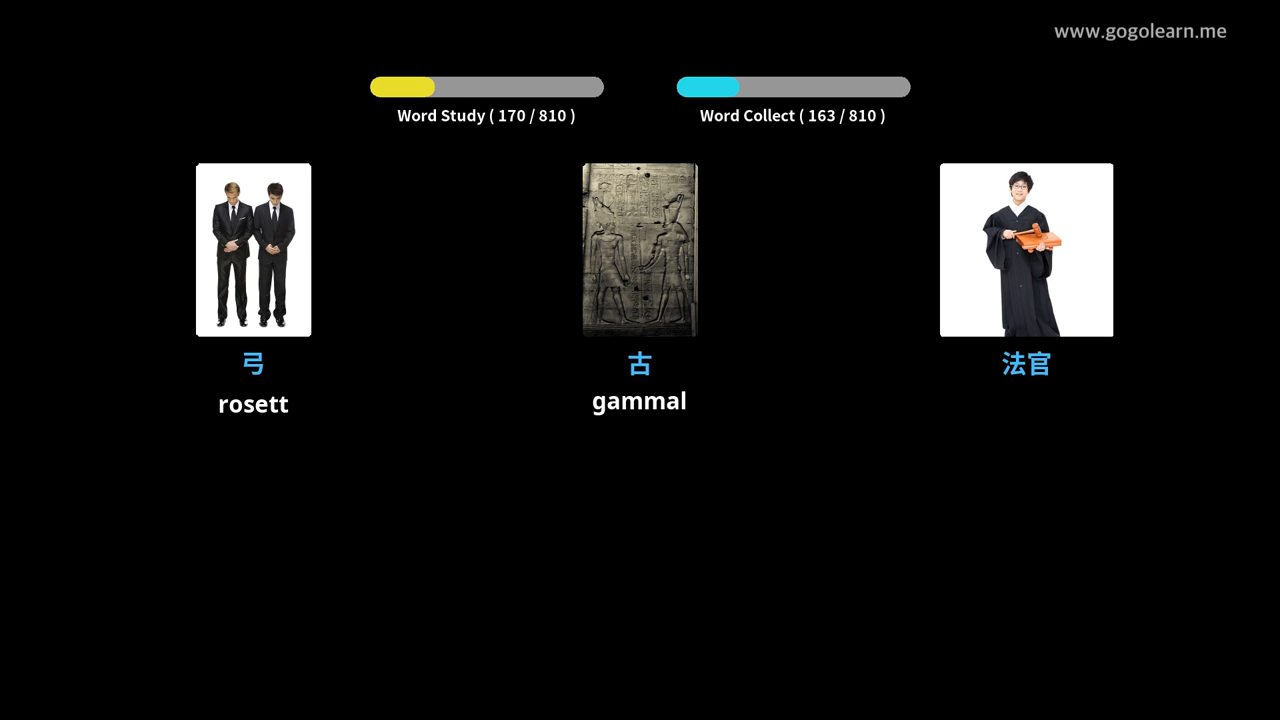 www.gogolearn.me
Word Study ( 170 / 810 )
Word Collect ( 163 / 810 )
弓
古
法官
rosett
gammal